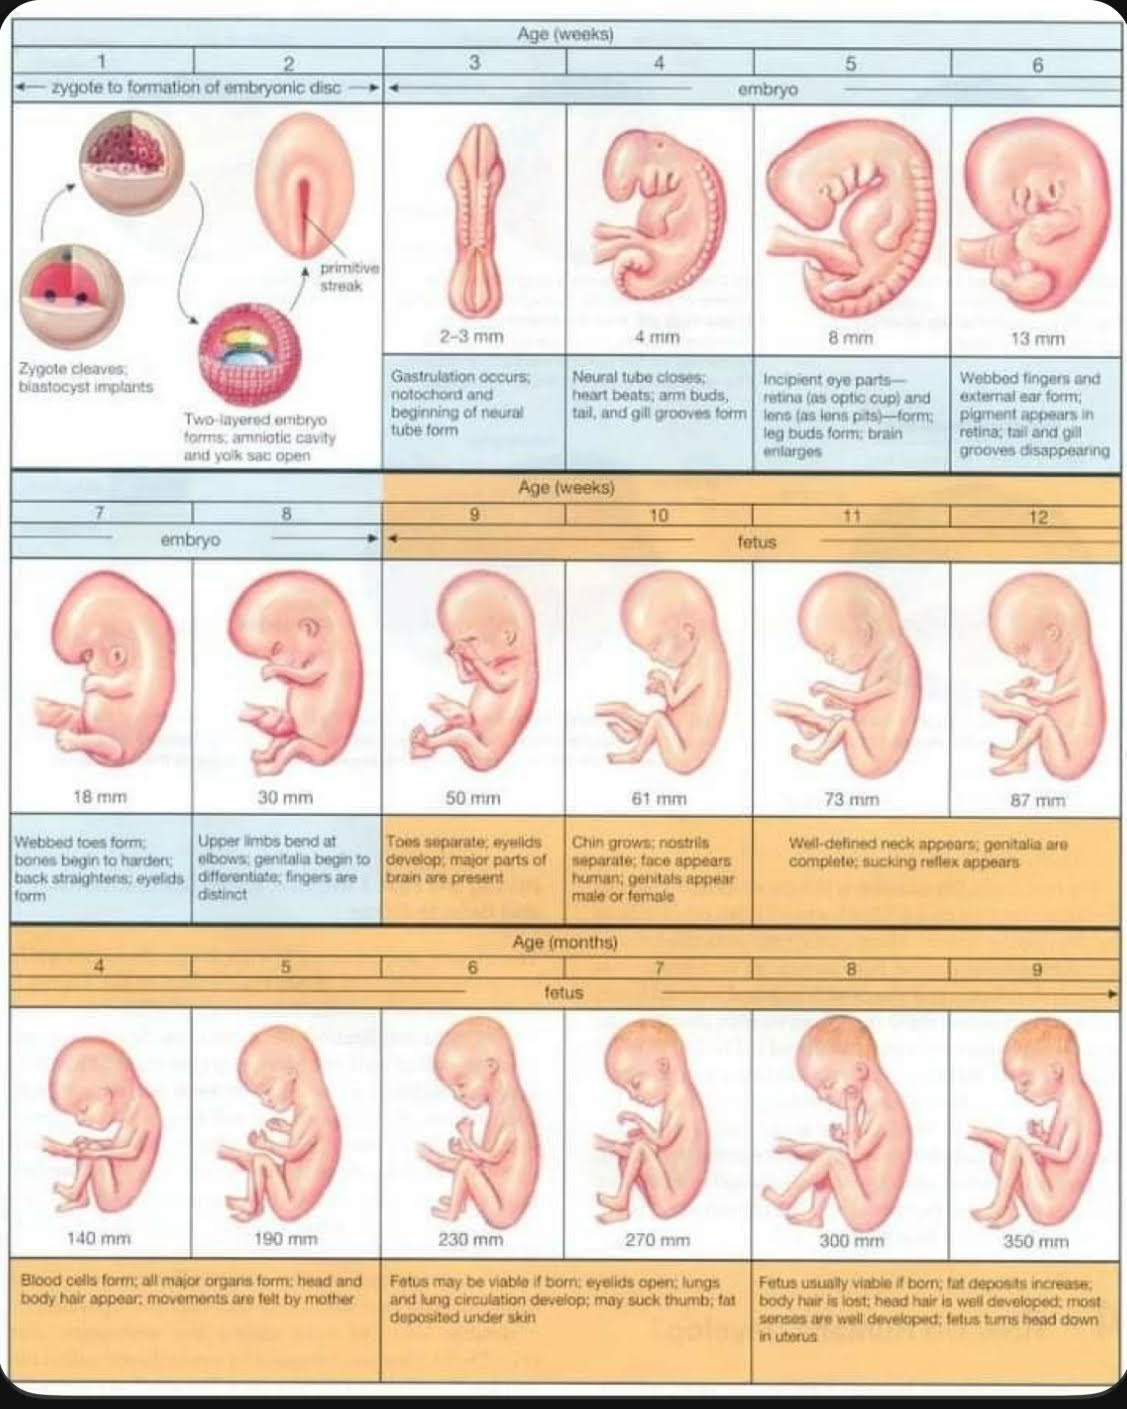 Age (weeks)
1 2 3 4 5 6
zygote to formation of embryonic disc embryo
primitive
streak
2–3 mm 4 mm 8 mm 13 mm
Zygote cleaves;
blastocyst implants
Two-layered embryo
forms; amniotic cavity
and yolk sac open
Gastrulation occurs;
notochord and
beginning of neural
tube form
Neural tube closes;
heart beats; arm buds,
tail, and gill grooves form
Incipient eye parts—
retina (as optic cup) and
lens (as lens pits)—form;
leg buds form; brain
enlarges
Webbed fingers and
external ear form;
pigment appears in
retina; tail and gill
grooves disappearing
Age (weeks)
7 8 9 10 11 12
embryo fetus
18 mm 30 mm 50 mm 61 mm 73 mm 87 mm
Webbed toes form;
bones begin to harden;
back straightens; eyelids
form
Upper limbs bend at
elbows; genitalia begin to
differentiate; fingers are
distinct
Toes separate; eyelids
develop; major parts of
brain are present
Chin grows; nostrils
separate; face appears
human; genitals appear
male or female
Well-defined neck appears; genitalia are
complete; sucking reflex appears
Age (months)
4 5 6 7 8 9
fetus
140 mm 190 mm 230 mm 270 mm 300 mm 350 mm
Blood cells form; all major organs form; head and
body hair appear; movements are felt by mother
Fetus may be viable if born; eyelids open; lungs
and lung circulation develop; may suck thumb; fat
deposited under skin
Fetus usually viable if born; fat deposits increase;
body hair is lost; head hair is well developed; most
senses are well developed; fetus turns head down
in uterus